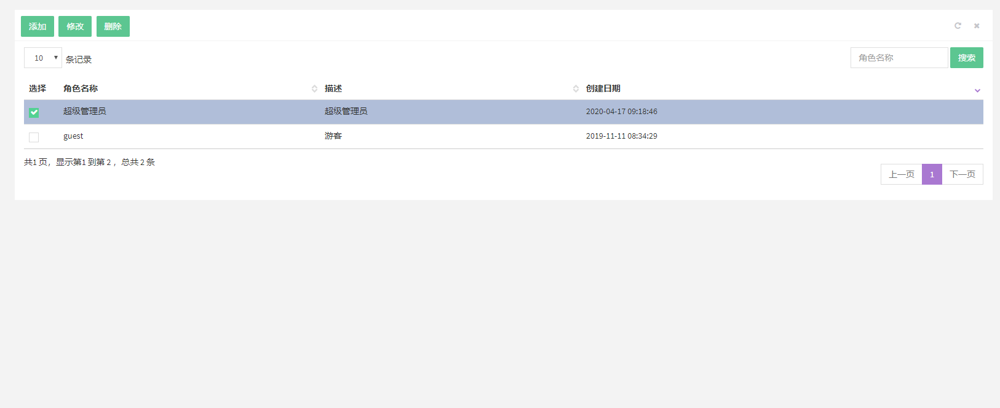 添加 修改 删除
10 条记录 角色名称 搜索
选择 角色名称 描述 创建日期
超级管理员 超级管理员 2020-04-17 09:18:46
guest 游客 2019-11-11 08:34:29
共1 页，显示第1 到第 2 ，总共 2 条
上一页 1 下一页